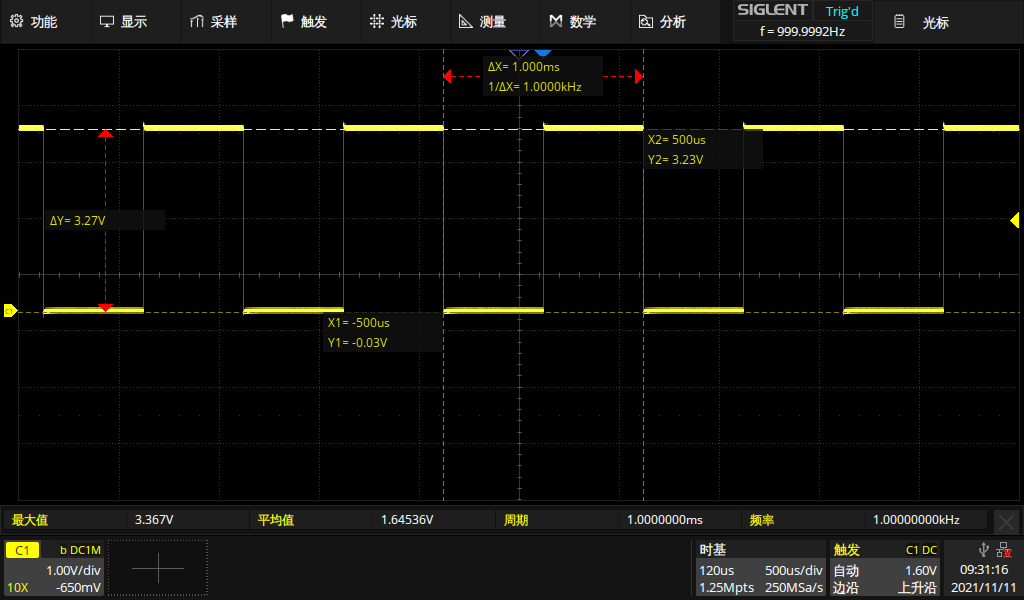 功能 显示 采样 触发 光标 测量 数学 分析 SIGLENT Trig'd 光标
f = 999.9992Hz
ΔX= 1.000ms
1/ΔX= 1.0000kHz
X2= 500us
Y2= 3.23V
ΔY= 3.27V
C1
X1= -500us
Y1= -0.03V
最大值 3.367V 平均值 1.64536V 周期 1.0000000ms 频率 1.00000000kHz
C1 b DC1M 时基 触发 C1 DC
1.00V/div 120us 500us/div 自动 1.60V 09:31:16
10X -650mV 1.25Mpts 250MSa/s 边沿 上升沿 2021/11/11